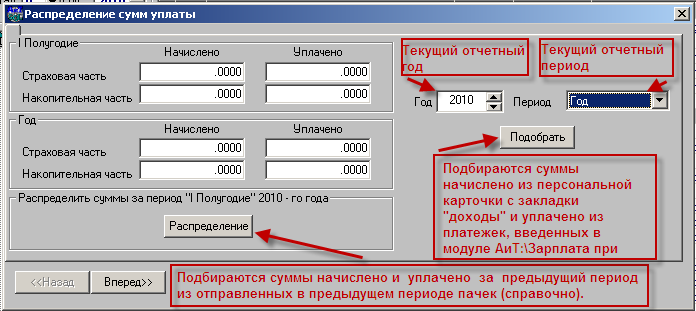 Распределение сумм уплаты
I Полугодие
Начислено Уплачено
Страховая часть .0000 .0000
Накопительная часть .0000 .0000
Год
Начислено Уплачено
Страховая часть .0000 .0000
Накопительная часть .0000 .0000
Распределить суммы за период "I Полугодие" 2010 - го года
Распределение
<<Назад Вперед>>
Текущий отчетный
год
Текущий отчетный
период
Год 2010 Период Год
Подобрать
Подбираются суммы
начислено из персональной
карточки с закладки
"доходы" и уплачено из
платежек, введенных в
модуле АиТ:\Зарплата при
Подбираются суммы начислено и уплачено за предыдущий период
из отправленных в предыдущем периоде пачек (справочно).